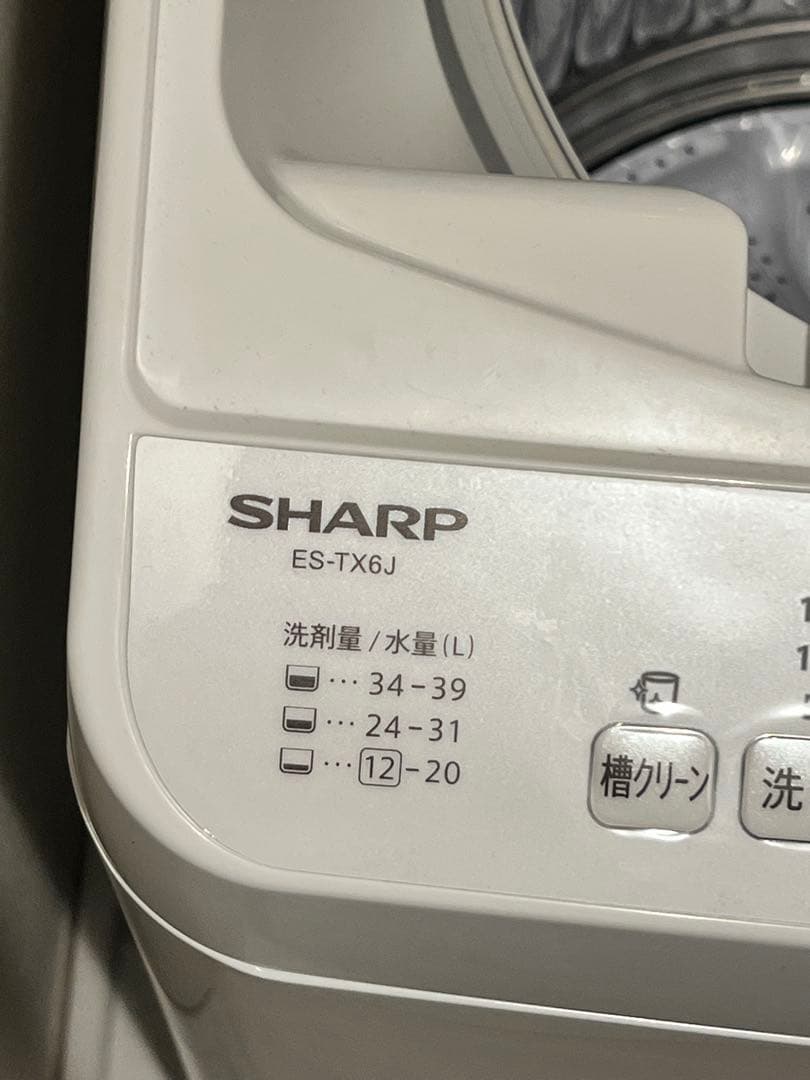 SHARP
ES-TX6J
洗剤量/水量(L)
…34-39
…24-31
…12-20
槽クリーン
洗